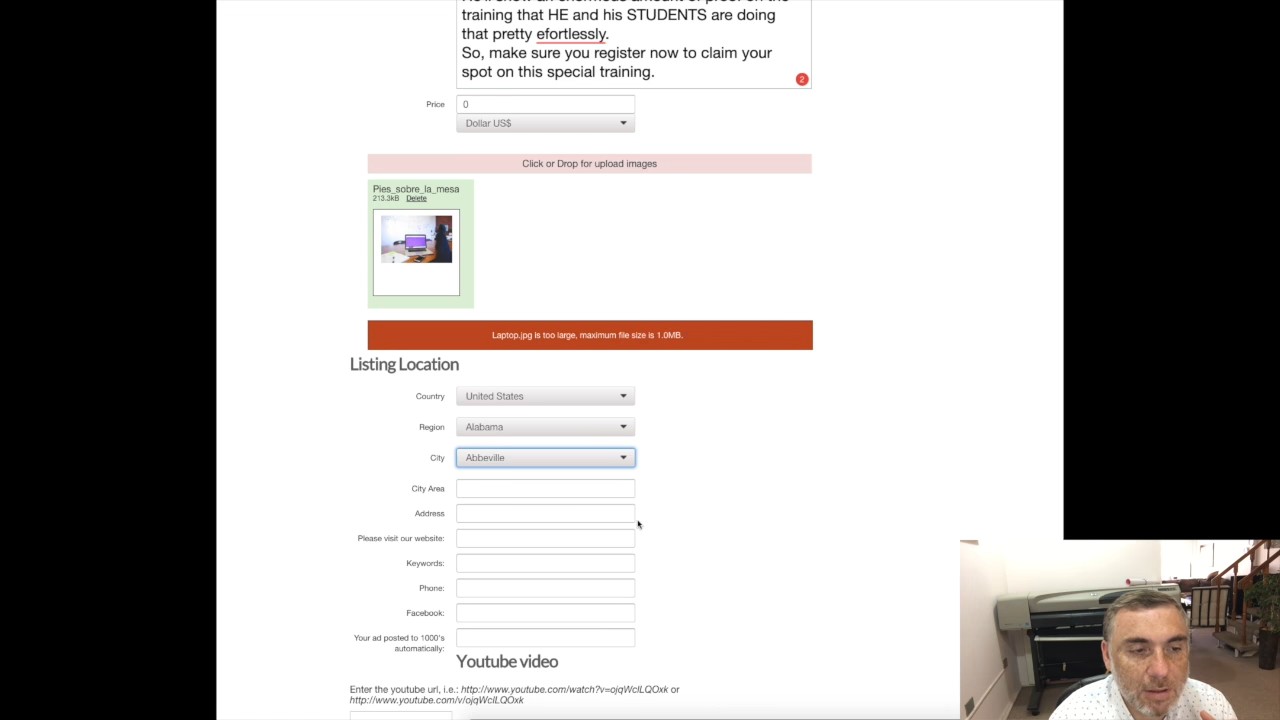 training that HE and his STUDENTS are doing
that pretty efortlessly.
So, make sure you register now to claim your
spot on this special training.
2
Price 0
Dollar US$
Click or Drop for upload images
Pies_sobre_la_mesa
213.3kB Delete
Laptop.jpg is too large, maximum file size is 1.0MB.
Listing Location
Country United States
Region Alabama
City Abbeville
City Area
Address
Please visit our website:
Keywords:
Phone:
Facebook:
Your ad posted to 1000's
automatically:
Youtube video
Enter the youtube url, i.e.: http://www.youtube.com/watch?v=ojqWclLQOxk or
http://www.youtube.com/v/ojqWclLQOxk